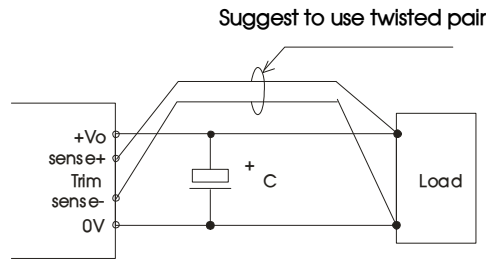 Suggest to use twisted pair
+Vo
sense+
Trim
sense-
0V
+
C
Load